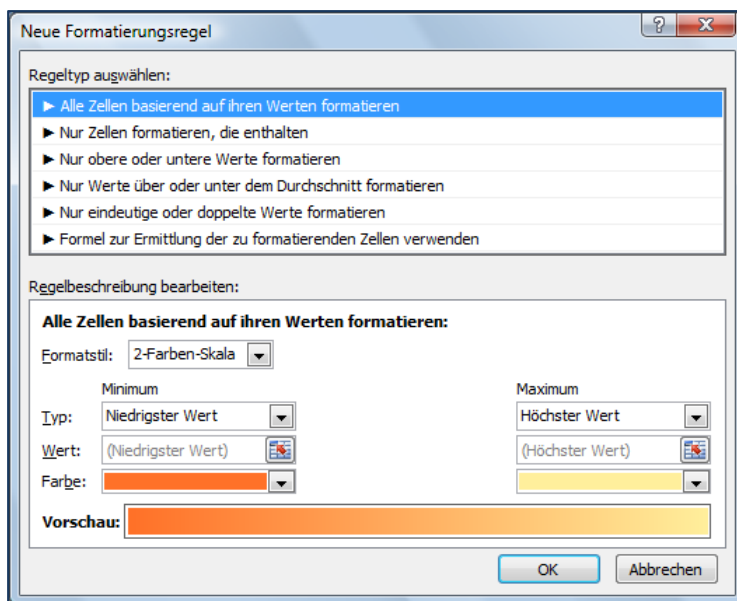 Neue Formatierungsregel
Regeltyp auswählen:
► Alle Zellen basierend auf ihren Werten formatieren
► Nur Zellen formatieren, die enthalten
► Nur obere oder untere Werte formatieren
► Nur Werte über oder unter dem Durchschnitt formatieren
► Nur eindeutige oder doppelte Werte formatieren
► Formel zur Ermittlung der zu formatierenden Zellen verwenden
Regelbeschreibung bearbeiten:
Alle Zellen basierend auf ihren Werten formatieren:
Formatstil: 2-Farben-Skala
Minimum Maximum
Typ: Niedrigster Wert Höchster Wert
Wert: (Niedrigster Wert) (Höchster Wert)
Farbe:
Vorschau:
OK Abbrechen